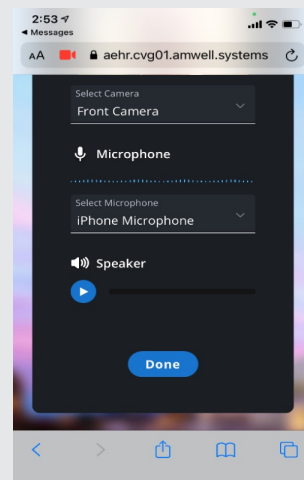 2:53
Messages
AA aehr.cvg01.amwell.systems
Select Camera
Front Camera
Microphone
Select Microphone
iPhone Microphone
Speaker
Done